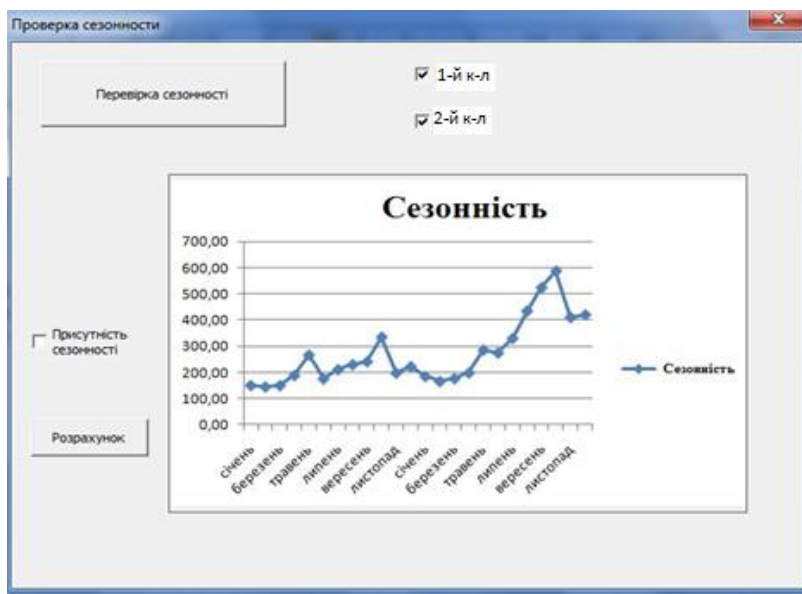 Проверка сезонности
Перевірка сезонності
1-й к-л
2-й к-л
Сезонність
700,00
600,00
500,00
400,00
300,00
200,00
100,00
0,00
січень
березень
травень
липень
вересень
листопад
січень
березень
травень
липень
вересень
листопад
Сезонність
Присутність
сезонності
Розрахунок